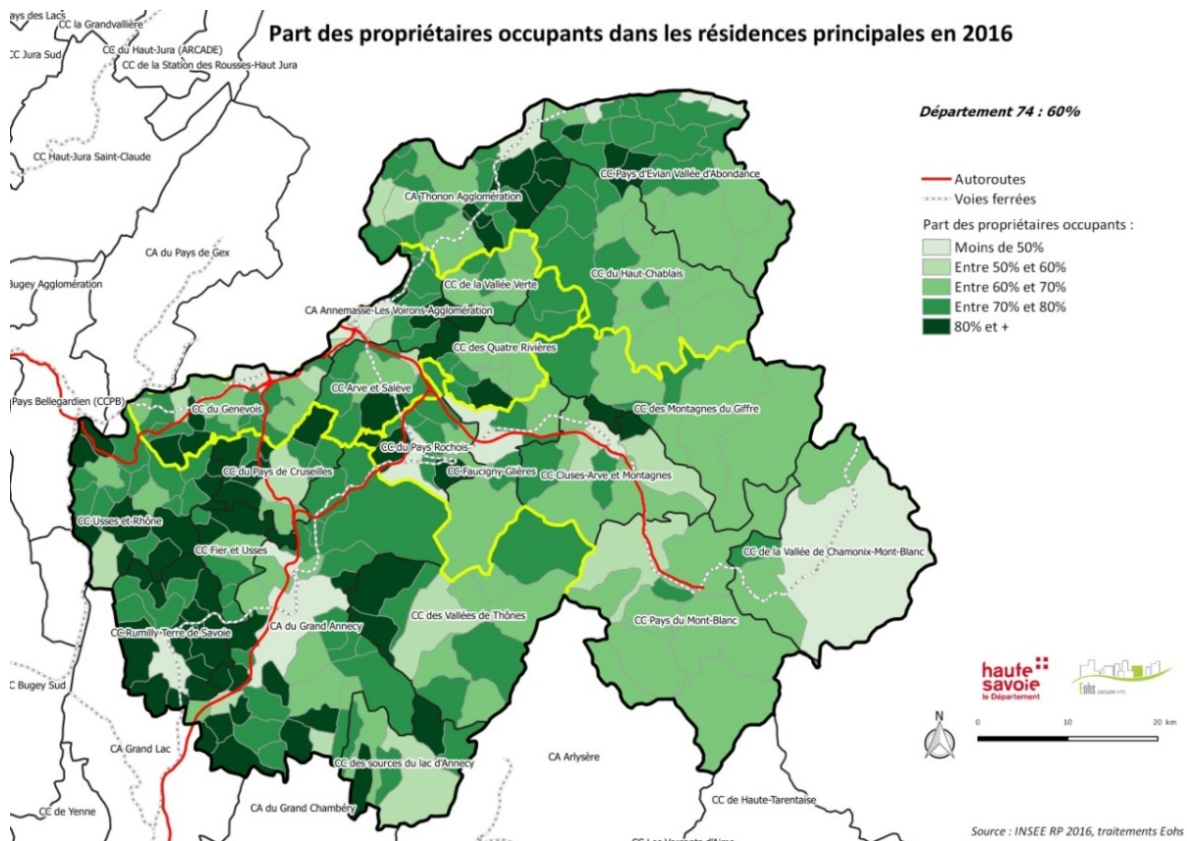 Part des propriétaires occupants dans les résidences principales en 2016
ays des Lacs
CC la Grandvallière
CC Jura Sud
CC du Haut-Jura (ARCADE)
CC de la Station des Rousses-Haut Jura
CC Haut-Jura Saint-Claude
CA du Pays de Gex
Bugey Agglomération
Pays Bellegardien (CCPB)
CA Thonon Agglomération
CC Pays d'Evian Vallée d'Abondance
CC du Haut-Chablais
CC de la Vallée Verte
CA Annemasse-Les Voirons-Agglomération
CC des Quatre Rivières
CC Arve et Salève
CC du Genevois
CC des Montagnes du Giffre
CC du Pays Rochois
CC du Pays de Cruseilles
CC Faucigny-Glières
CC Cluses-Arve et Montagnes
CC Usses et Rhône
CC Fier et Usses
CC de la Vallée de Chamonix-Mont-Blanc
CC des Vallées de Thônes
CC Pays du Mont-Blanc
CA du Grand Annecy
CC Rumilly Terre de Savoie
C Bugey Sud
CA Grand Lac
CC des sources du lac d'Annecy
CA Arlysère
CC de Yenne
CA du Grand Chambéry
CC de Haute-Tarentaise
CC Les Versants d'Aime
Département 74 : 60%
Autoroutes
Voies ferrées
Part des propriétaires occupants :
Moins de 50%
Entre 50% et 60%
Entre 60% et 70%
Entre 70% et 80%
80% et +
haute
savoie
le Département
Eohs GROUPE HTC
N
0 10 20 km
Source : INSEE RP 2016, traitements Eohs